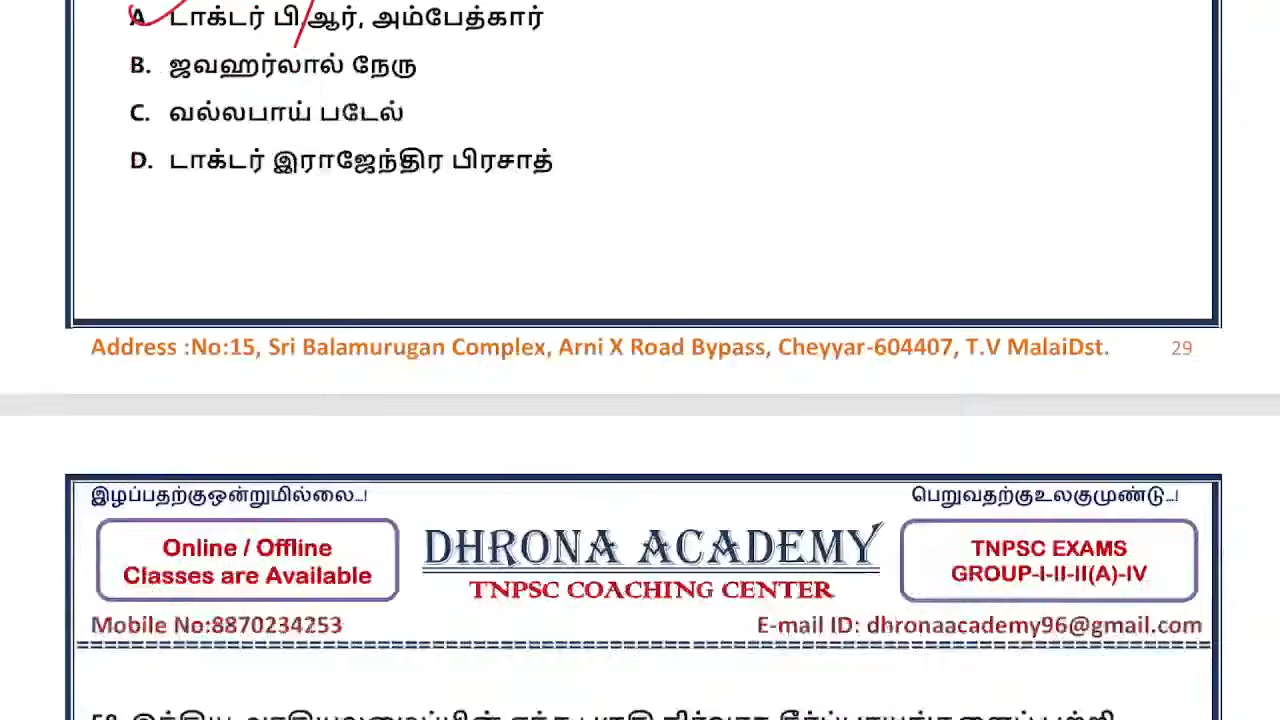 A. டாக்டர் பி ஆர், அம்பேத்கார்
B. ஜவஹர்லால் நேரு
C. வல்லபாய் படேல்
D. டாக்டர் இராஜேந்திர பிரசாத்
Address :No:15, Sri Balamurugan Complex, Arni X Road Bypass, Cheyyar-604407, T.V MalaiDst. 29
இழப்பதற்குஒன்றுமில்லை...! பெறுவதற்குஉலகுமுண்டு...!
Online / Offline
Classes are Available
DHRONA ACADEMY
TNPSC COACHING CENTER
TNPSC EXAMS
GROUP-I-II-II(A)-IV
Mobile No:8870234253 E-mail ID: dhronaacademy96@gmail.com